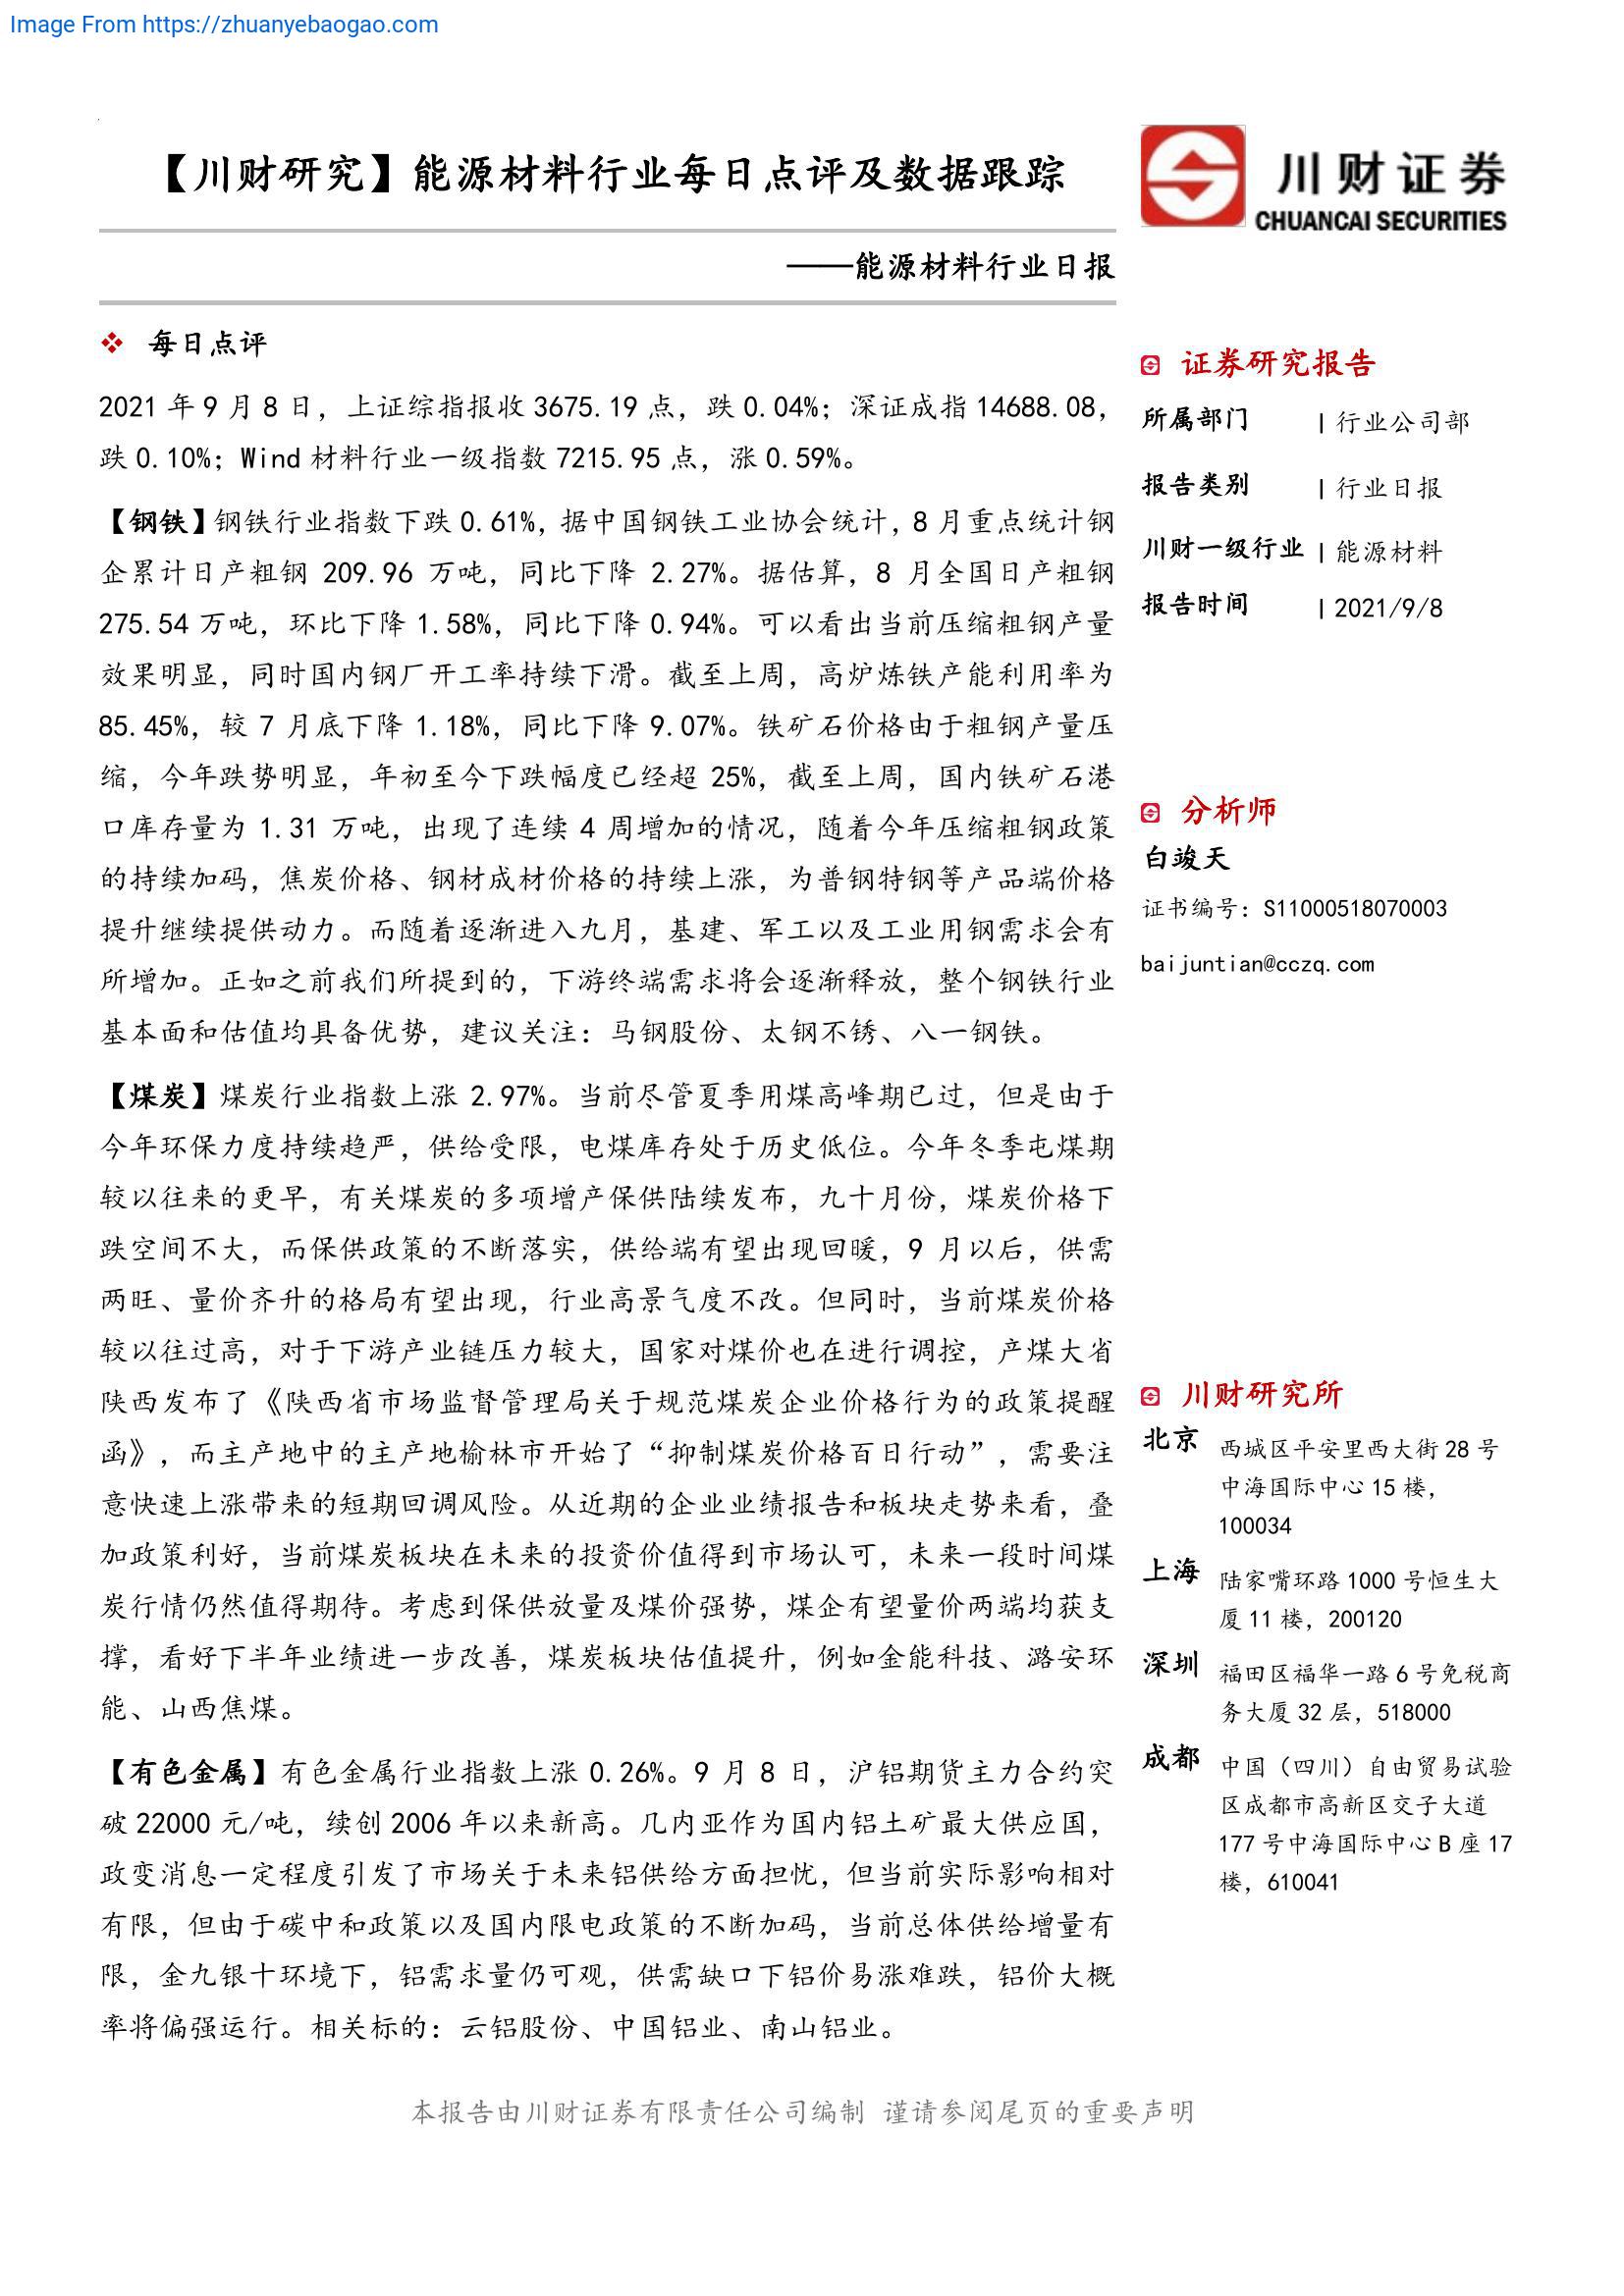 Image From https://zhuanyebaogao.com
【川财研究】能源材料行业每日点评及数据跟踪
——能源材料行业日报
川财证券
CHUANCAI SECURITIES
❖ 每日点评
2021 年 9 月 8 日，上证综指报收 3675.19 点，跌 0.04%；深证成指 14688.08，
跌 0.10%；Wind 材料行业一级指数 7215.95 点，涨 0.59%。
【钢铁】钢铁行业指数下跌 0.61%，据中国钢铁工业协会统计，8 月重点统计钢
企累计日产粗钢 209.96 万吨，同比下降 2.27%。据估算，8 月全国日产粗钢
275.54 万吨，环比下降 1.58%，同比下降 0.94%。可以看出当前压缩粗钢产量
效果明显，同时国内钢厂开工率持续下滑。截至上周，高炉炼铁产能利用率为
85.45%，较 7 月底下降 1.18%，同比下降 9.07%。铁矿石价格由于粗钢产量压
缩，今年跌势明显，年初至今下跌幅度已经超 25%，截至上周，国内铁矿石港
口库存量为 1.31 万吨，出现了连续 4 周增加的情况，随着今年压缩粗钢政策
的持续加码，焦炭价格、钢材成材价格的持续上涨，为普钢特钢等产品端价格
提升继续提供动力。而随着逐渐进入九月，基建、军工以及工业用钢需求会有
所增加。正如之前我们所提到的，下游终端需求将会逐渐释放，整个钢铁行业
基本面和估值均具备优势，建议关注：马钢股份、太钢不锈、八一钢铁。
【煤炭】煤炭行业指数上涨 2.97%。当前尽管夏季用煤高峰期已过，但是由于
今年环保力度持续趋严，供给受限，电煤库存处于历史低位。今年冬季屯煤期
较以往来的更早，有关煤炭的多项增产保供陆续发布，九十月份，煤炭价格下
跌空间不大，而保供政策的不断落实，供给端有望出现回暖，9 月以后，供需
两旺、量价齐升的格局有望出现，行业高景气度不改。但同时，当前煤炭价格
较以往过高，对于下游产业链压力较大，国家对煤价也在进行调控，产煤大省
陕西发布了《陕西省市场监督管理局关于规范煤炭企业价格行为的政策提醒
函》，而主产地中的主产地榆林市开始了“抑制煤炭价格百日行动”，需要注
意快速上涨带来的短期回调风险。从近期的企业业绩报告和板块走势来看，叠
加政策利好，当前煤炭板块在未来的投资价值得到市场认可，未来一段时间煤
炭行情仍然值得期待。考虑到保供放量及煤价强势，煤企有望量价两端均获支
撑，看好下半年业绩进一步改善，煤炭板块估值提升，例如金能科技、潞安环
能、山西焦煤。
【有色金属】有色金属行业指数上涨 0.26%。9 月 8 日，沪铝期货主力合约突
破 22000 元/吨，续创 2006 年以来新高。几内亚作为国内铝土矿最大供应国，
政变消息一定程度引发了市场关于未来铝供给方面担忧，但当前实际影响相对
有限，但由于碳中和政策以及国内限电政策的不断加码，当前总体供给增量有
限，金九银十环境下，铝需求量仍可观，供需缺口下铝价易涨难跌，铝价大概
率将偏强运行。相关标的：云铝股份、中国铝业、南山铝业。
证券研究报告
所属部门 | 行业公司部
报告类别 | 行业日报
川财一级行业 | 能源材料
报告时间 | 2021/9/8
分析师
白竣天
证书编号：S11000518070003
baijuntian@cczq.com
川财研究所
北京 西城区平安里西大街 28 号
中海国际中心 15 楼，
100034
上海 陆家嘴环路 1000 号恒生大
厦 11 楼，200120
深圳 福田区福华一路 6 号免税商
务大厦 32 层，518000
成都 中国（四川）自由贸易试验
区成都市高新区交子大道
177 号中海国际中心 B 座 17
楼，610041
本报告由川财证券有限责任公司编制 谨请参阅尾页的重要声明